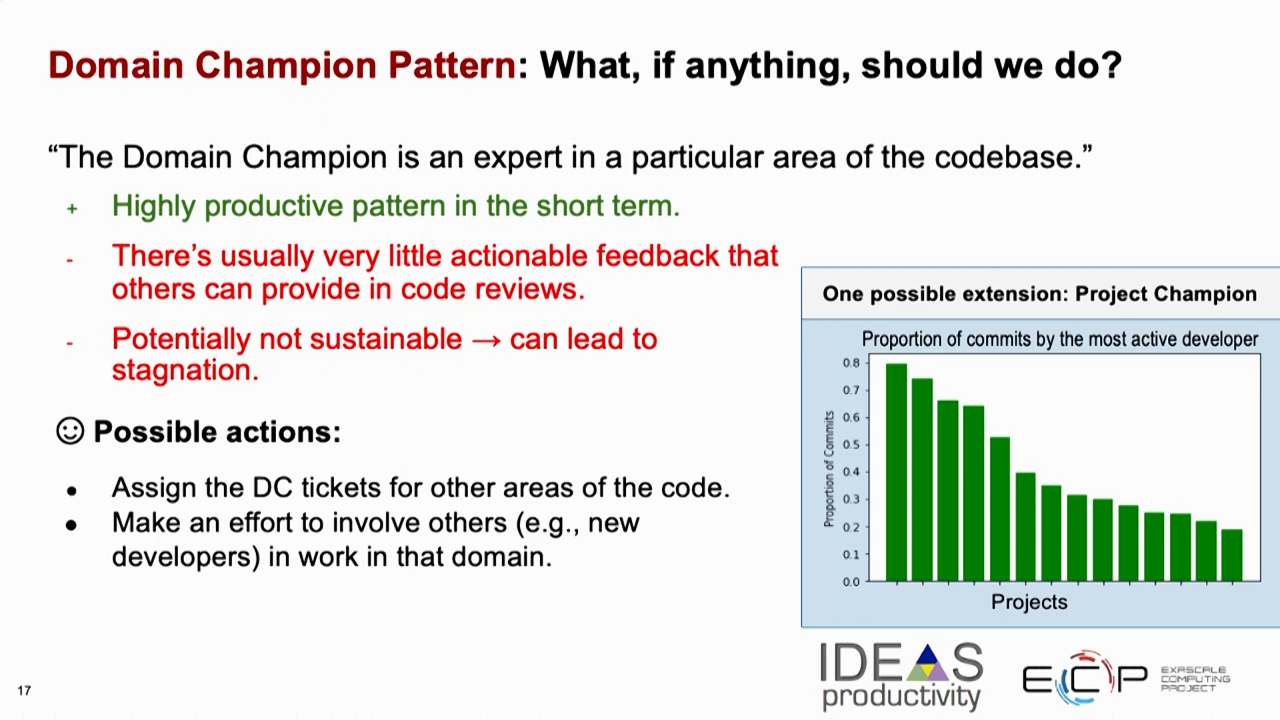 Domain Champion Pattern: What, if anything, should we do?
“The Domain Champion is an expert in a particular area of the codebase.”
+ Highly productive pattern in the short term.
- There’s usually very little actionable feedback that
others can provide in code reviews.
- Potentially not sustainable → can lead to
stagnation.
☺ Possible actions:
● Assign the DC tickets for other areas of the code.
● Make an effort to involve others (e.g., new
developers) in work in that domain.
One possible extension: Project Champion
Proportion of commits by the most active developer
Proportion of Commits
0.8
0.7
0.6
0.5
0.4
0.3
0.2
0.1
0.0
Projects
IDEAS
productivity
ECP
EXASCALE
COMPUTING
PROJECT
17